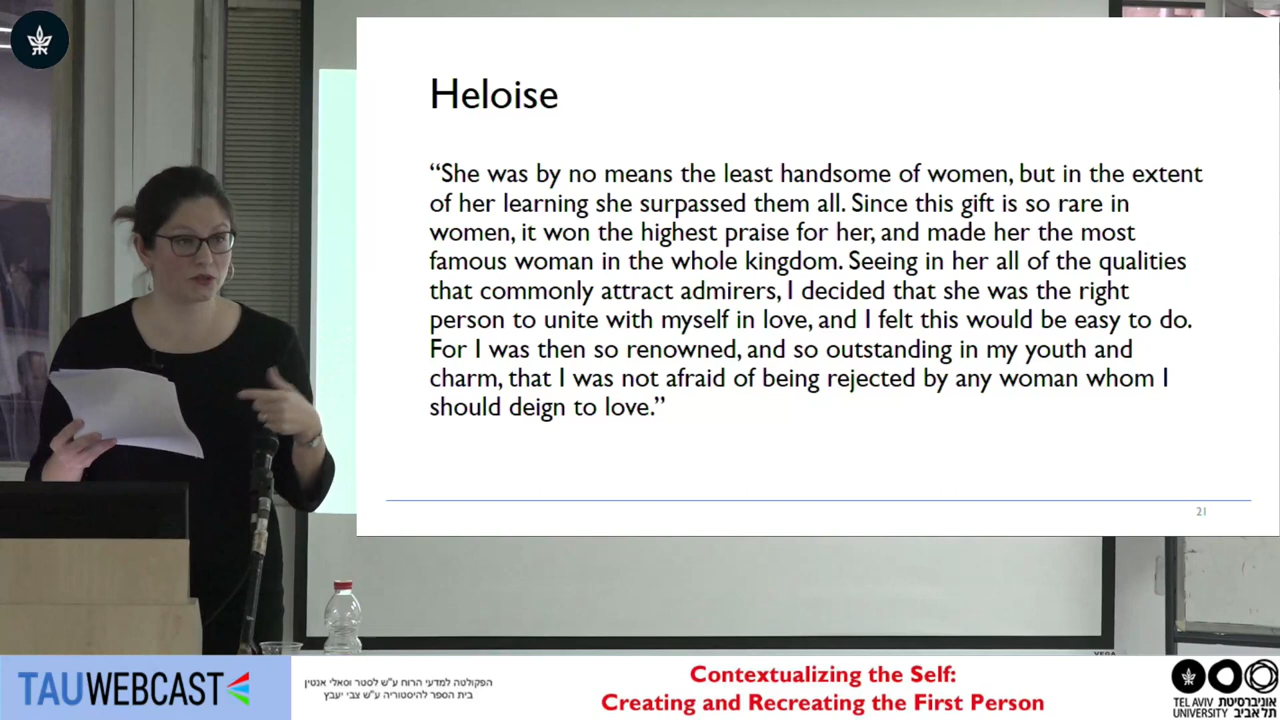 Heloise
“She was by no means the least handsome of women, but in the extent
of her learning she surpassed them all. Since this gift is so rare in
women, it won the highest praise for her, and made her the most
famous woman in the whole kingdom. Seeing in her all of the qualities
that commonly attract admirers, I decided that she was the right
person to unite with myself in love, and I felt this would be easy to do.
For I was then so renowned, and so outstanding in my youth and
charm, that I was not afraid of being rejected by any woman whom I
should deign to love.”
21
TAUWEBCAST
הפקולטה למדעי הרוח ע"ש לסטר וסאלי אנטין
בית הספר להיסטוריה ע"ש צבי יעבץ
Contextualizing the Self:
Creating and Recreating the First Person
TEL AVIV אוניברסיטת
UNIVERSITY תל אביב